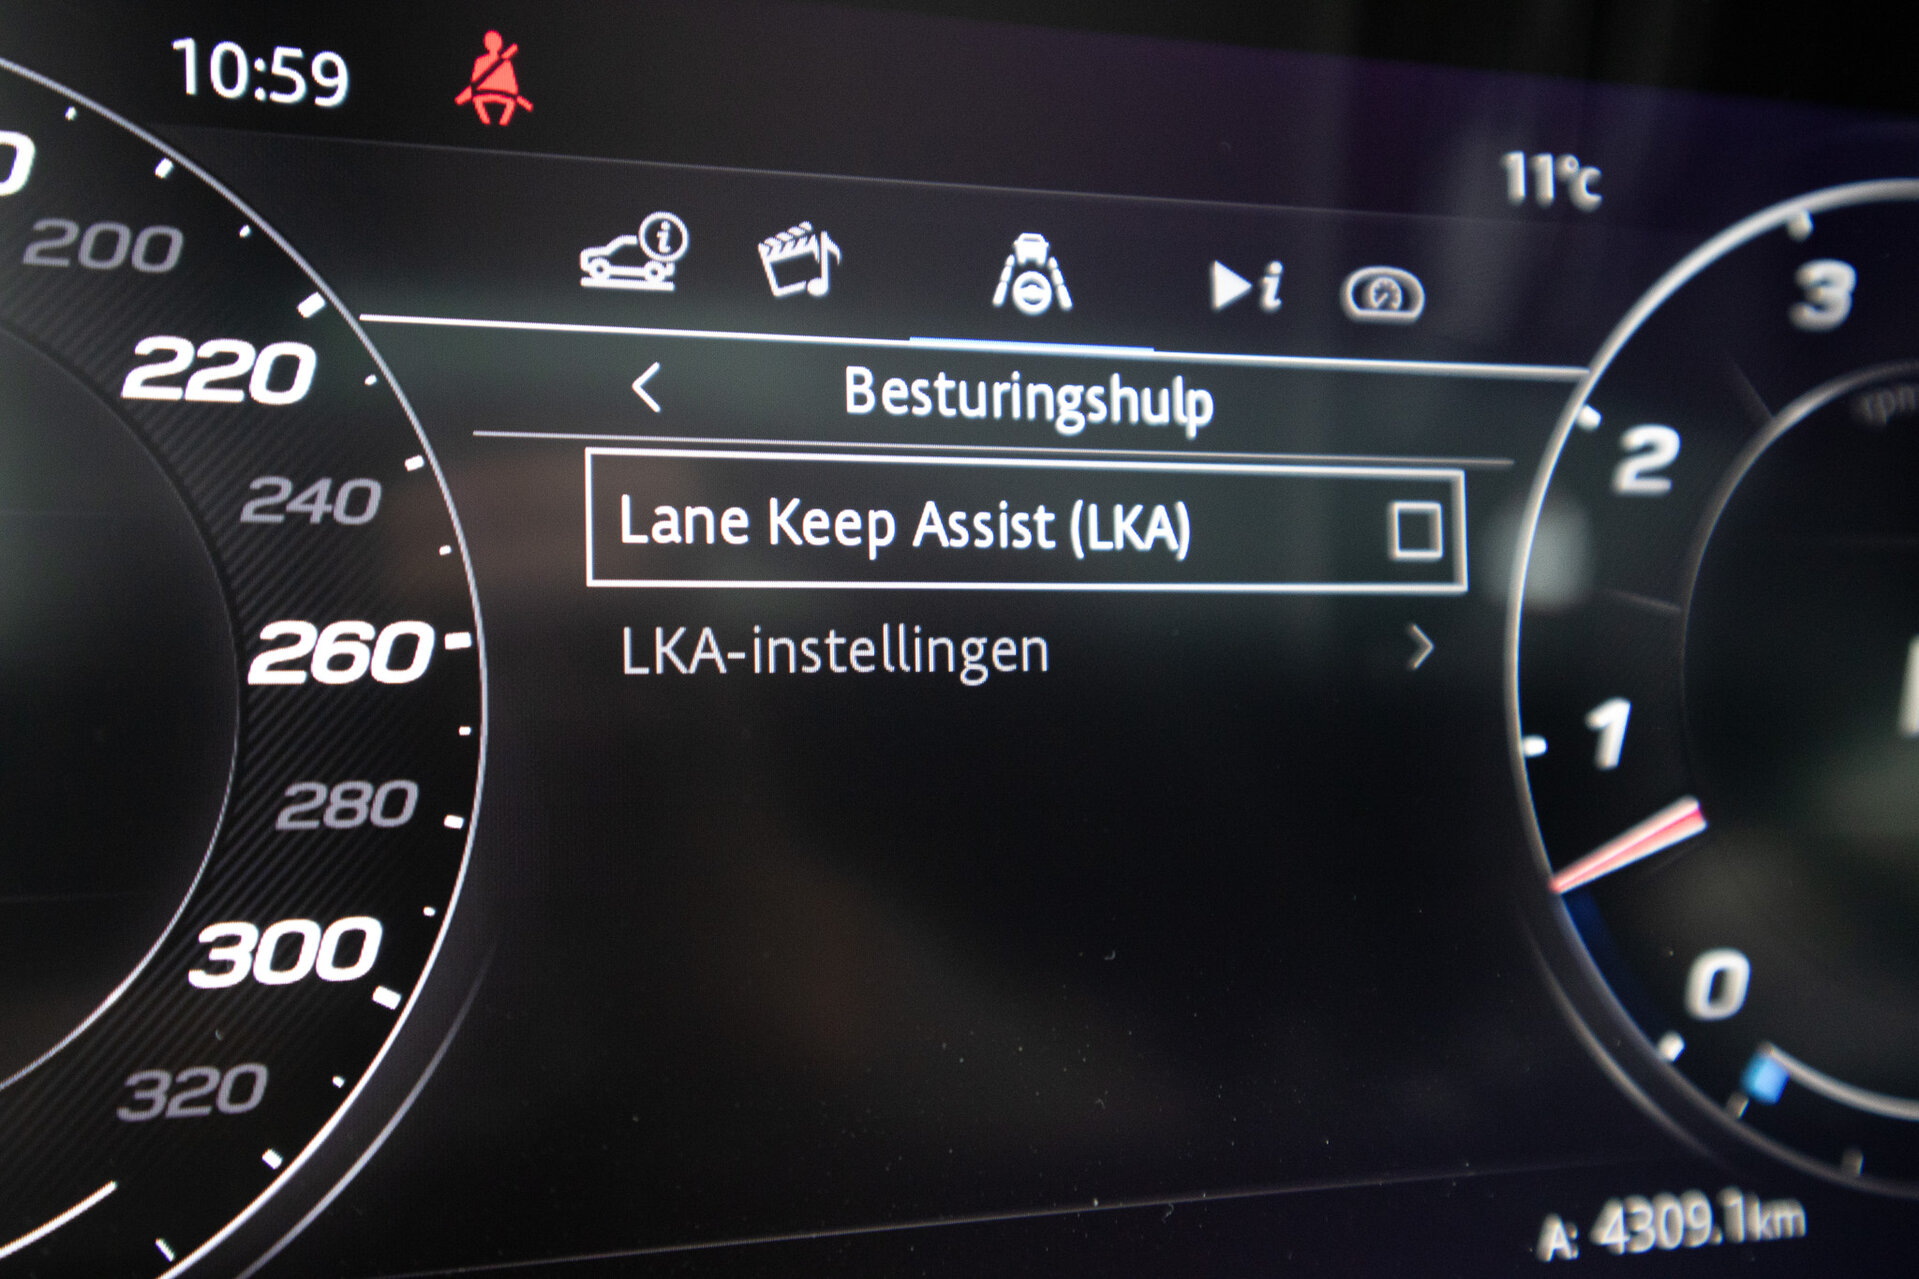 10:59
11°C
200
220
240
260
280
300
320
Besturingshulp
Lane Keep Assist (LKA)
LKA-instellingen
3
2
1
0
A: 4309.1km